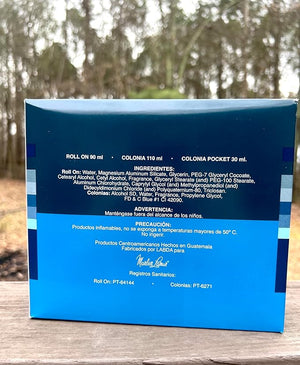 ROLL ON 90 ml • COLONIA 110 ml • COLONIA POCKET 30 ml.
INGREDIENTES:
Roll On: Water, Magnesium Aluminum Silicate, Glycerin, PEG-7 Glyceryl Cocoate,
Cetearyl Alcohol, Cetyl Alcohol, Fragrance, Glyceryl Stearate (and) PEG-100 Stearate,
Aluminum Chlorohydrate, Caprylyl Glycol (and) Methylpropanediol (and)
Didecyldimonium Chloride (and) Polyquaternium-80, Triclosan.
Colonias: Alcohol SD, Water, Fragrance, Propylene Glycol,
FD & C Blue #1 CI 42090.
ADVERTENCIA:
Manténgase fuera del alcance de los niños.
PRECAUCIÓN:
Productos inflamables, no se exponga a temperaturas mayores de 50° C.
No ingerir.
Productos Centroamericanos Hechos en Guatemala
Fabricados por LABDA para
Registros Sanitarios:
Roll On: PT-64144 Colonias: PT-6271